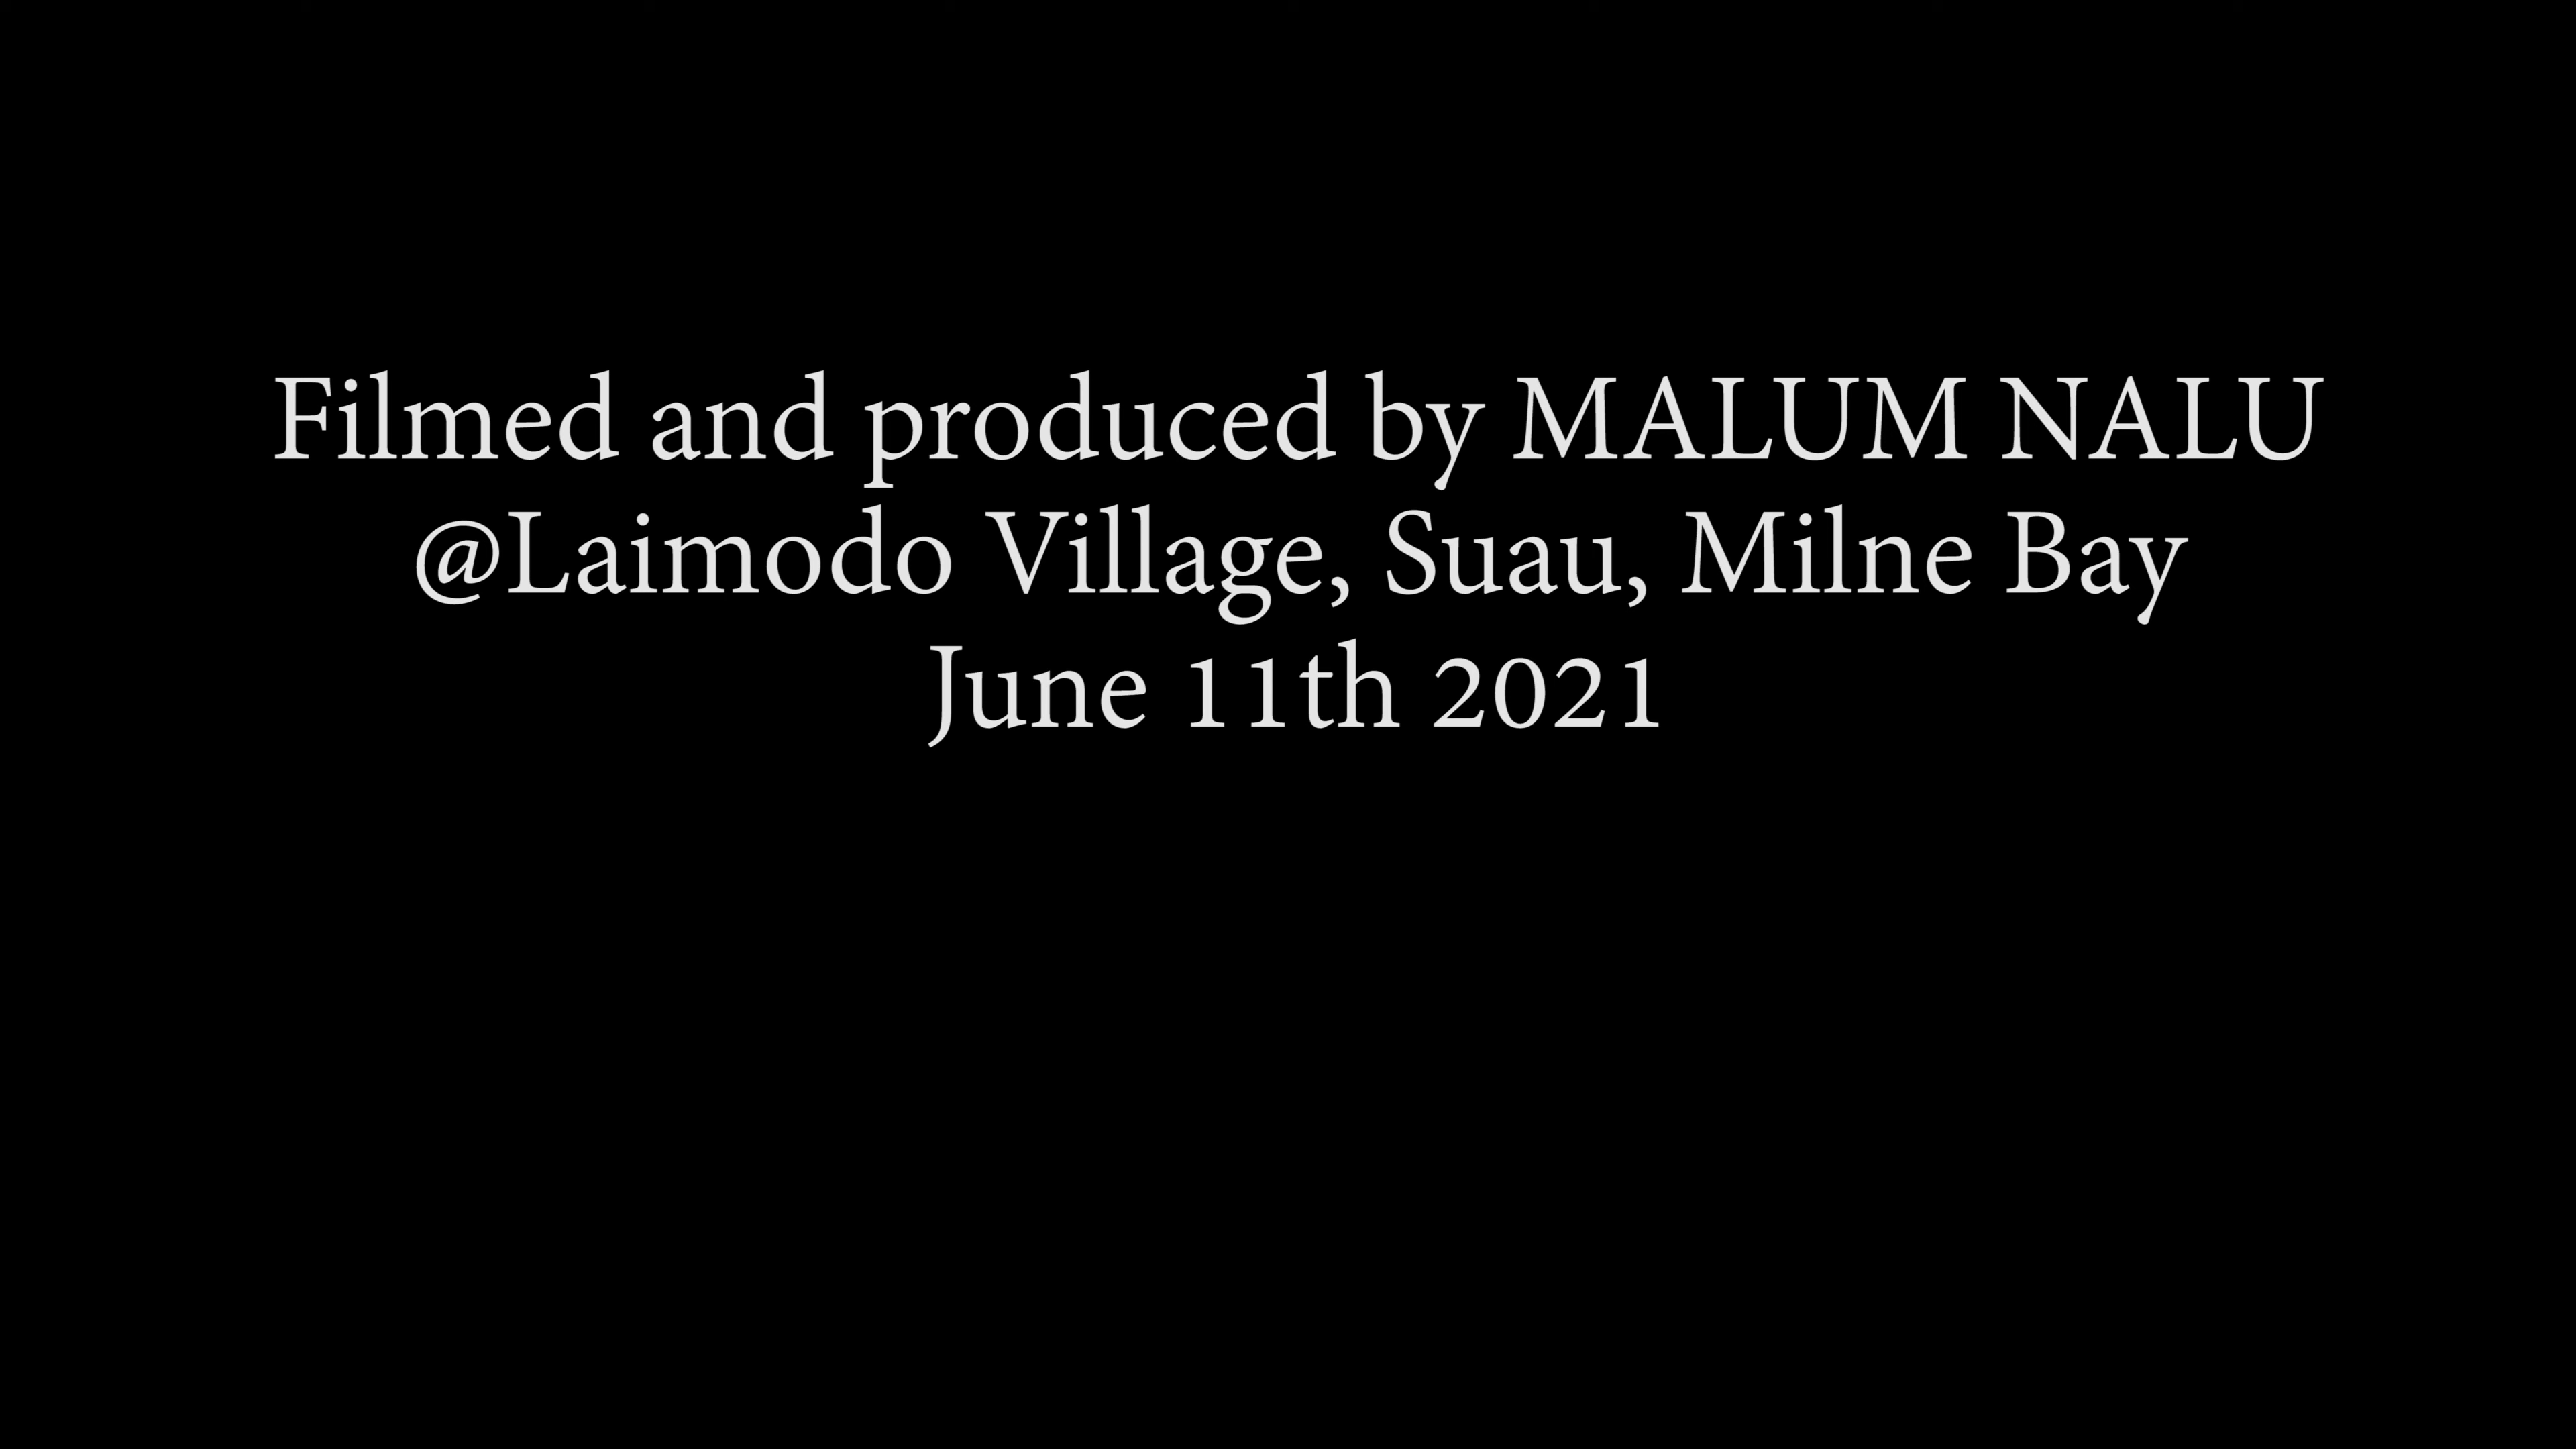 Filmed and produced by MALUM NALU
@Laimodo Village, Suau, Milne Bay
June 11th 2021